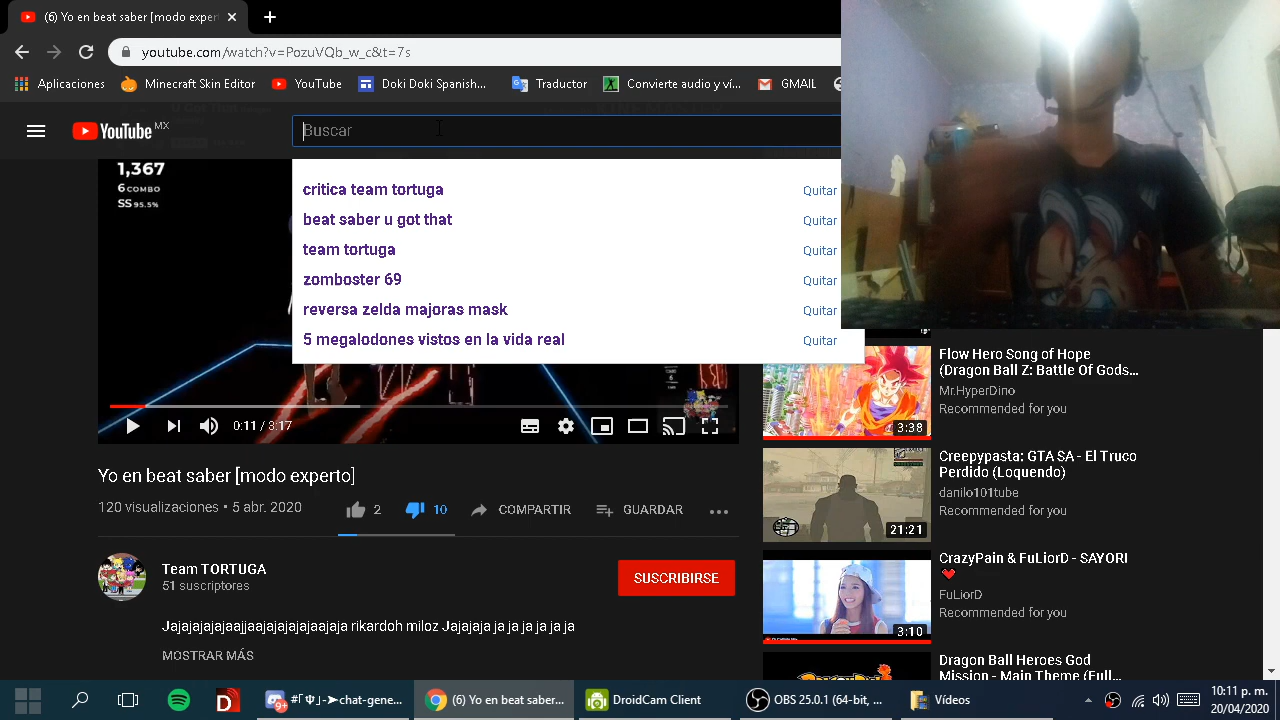 (6) Yo en beat saber [modo exper
youtube.com/watch?v=PozuVQb_w_c&t=7s
Aplicaciones
Minecraft Skin Editor
YouTube
Doki Doki Spanish...
Traductor
Convierte audio y ví...
GMAIL
YouTube MX
Buscar
critica team tortuga Quitar
beat saber u got that Quitar
team tortuga Quitar
zomboster 69 Quitar
reversa zelda majoras mask Quitar
5 megalodones vistos en la vida real Quitar
1,367
6 COMBO
SS 95.5%
0:11 / 3:17
Yo en beat saber [modo experto]
120 visualizaciones • 5 abr. 2020
2
10
COMPARTIR
GUARDAR
Team TORTUGA
51 suscriptores
SUSCRIBIRSE
Jajajajajajaajjaajajajajajaajaja rikardoh miloz Jajajaja ja ja ja ja ja ja
MOSTRAR MÁS
Flow Hero Song of Hope
(Dragon Ball Z: Battle Of Gods...
Mr.HyperDino
Recommended for you
3:38
Creepypasta: GTA SA - El Truco
Perdido (Loquendo)
danilo101tube
Recommended for you
21:21
CrazyPain & FuLiorD - SAYORI
❤
FuLiorD
Recommended for you
3:10
Dragon Ball Heroes God
Mission - Main Theme (Full...
(6) Yo en beat saber...
DroidCam Client
OBS 25.0.1 (64-bit, ...
Vídeos
10:11 p. m.
20/04/2020